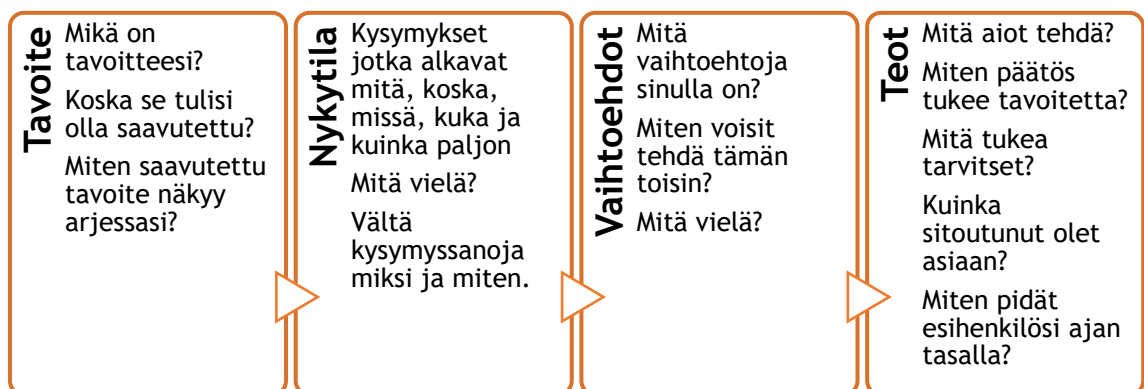 Tavoite
Mikä on
tavoitteesi?
Koska se tulisi
olla saavutettu?
Miten saavutettu
tavoite näkyy
arjessasi?
Nykytila
Kysymykset
jotka alkavat
mitä, koska,
missä, kuka ja
kuinka paljon
Mitä vielä?
Vältä
kysymyssanoja
miksi ja miten.
Vaihtoehdot
Mitä
vaihtoehtoja
sinulla on?
Miten voisit
tehdä tämän
toisin?
Mitä vielä?
Teot
Mitä aiot tehdä?
Miten päätös
tukee tavoitetta?
Mitä tukea
tarvitset?
Kuinka
sitoutunut olet
asiaan?
Miten pidät
esihenkilösi ajan
tasalla?